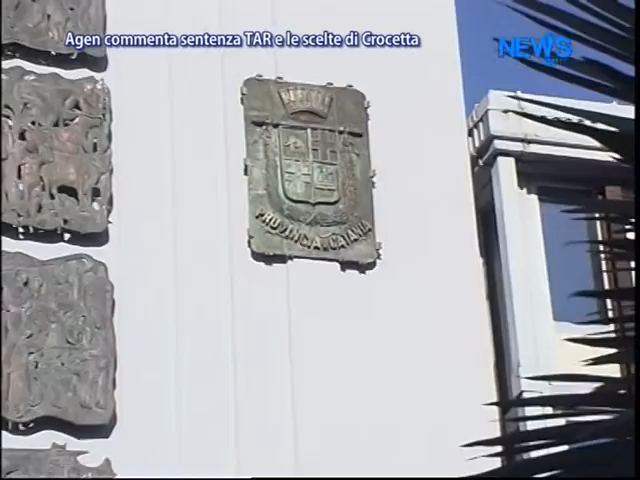 Agen commenta sentenza TAR e le scelte di Crocetta
NEWS
PROVINCIA CATANIA